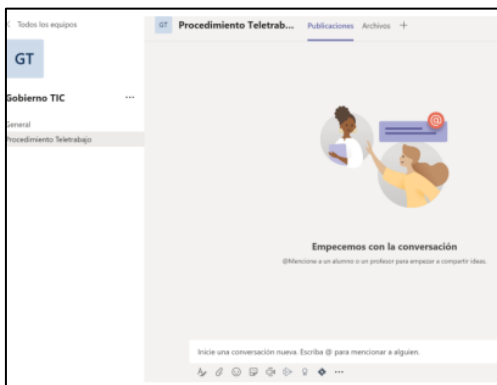 Todos los equipos
GT
Gobierno TIC
...
General
Procedimiento Teletrabajo
GT Procedimiento Teletrab... Publicaciones Archivos +
@
Empecemos con la conversación
@Mencione a un alumno o un profesor para empezar a compartir ideas.
Inicie una conversación nueva. Escriba @ para mencionar a alguien.